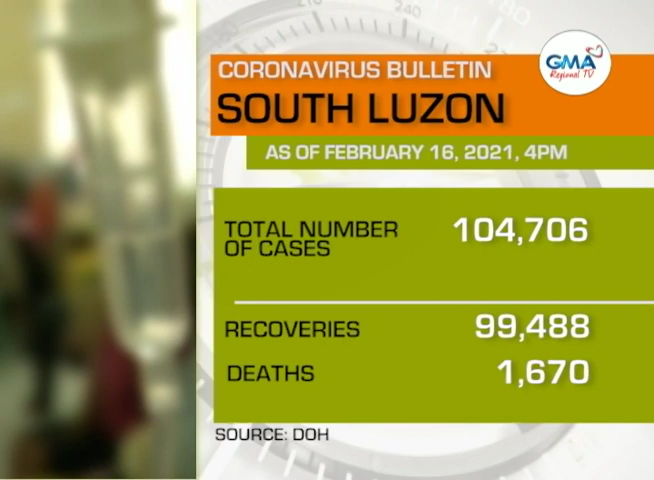 GMA
Regional TV
CORONAVIRUS BULLETIN
SOUTH LUZON
AS OF FEBRUARY 16, 2021, 4PM
TOTAL NUMBER 104,706
OF CASES
RECOVERIES 99,488
DEATHS 1,670
SOURCE: DOH